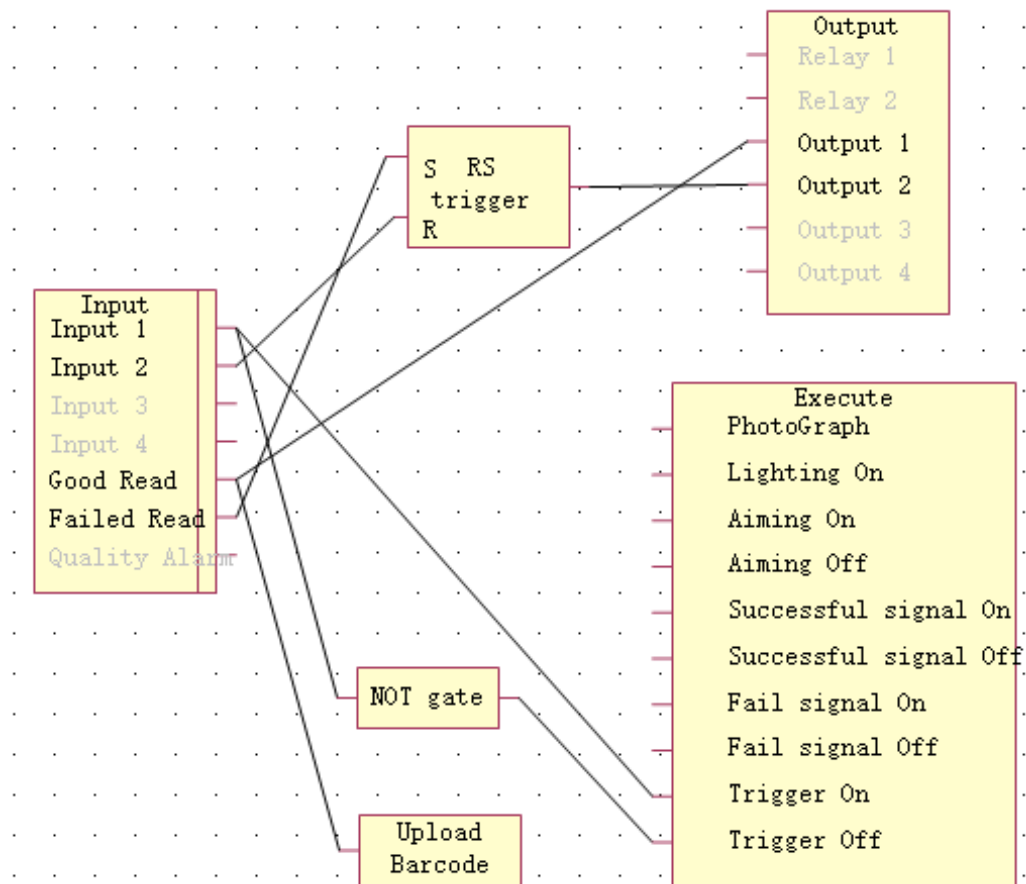 Output
Relay 1
Relay 2
Output 1
Output 2
Output 3
Output 4
S RS
trigger
R
Input
Input 1
Input 2
Input 3
Input 4
Good Read
Failed Read
Quality Alarm
Execute
PhotoGraph
Lighting On
Aiming On
Aiming Off
Successful signal On
Successful signal Off
Fail signal On
Fail signal Off
Trigger On
Trigger Off
NOT gate
Upload
Barcode